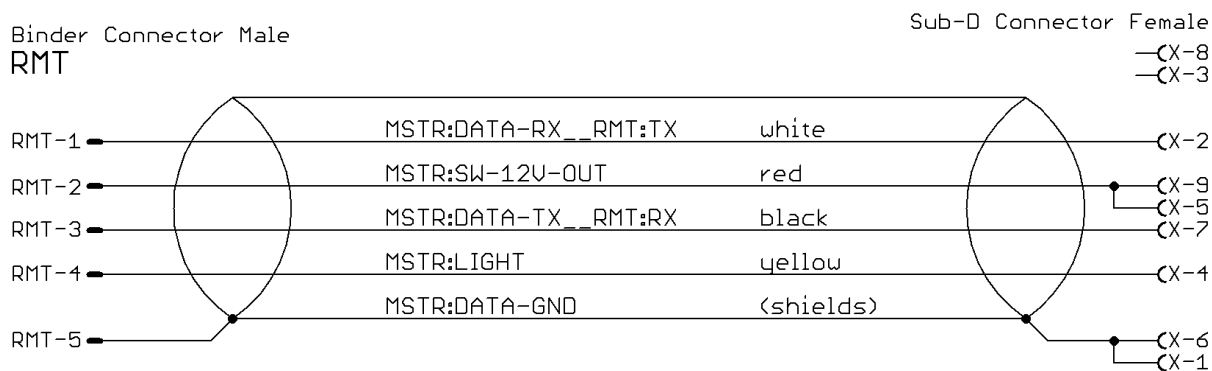 Binder Connector Male
Sub-D Connector Female
RMT
X-8
X-3
RMT-1 MSTR:DATA-RX__RMT:TX white X-2
RMT-2 MSTR:SW-12V-OUT red X-9
X-5
RMT-3 MSTR:DATA-TX__RMT:RX black X-7
RMT-4 MSTR:LIGHT yellow X-4
MSTR:DATA-GND (shields)
RMT-5 X-6
X-1